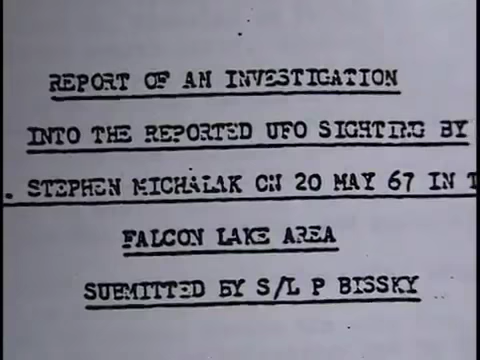 REPORT OF AN INVESTIGATION
INTO THE REPORTED UFO SIGHTING BY
. STEPHEN MICHALAK ON 20 MAY 67 IN T
FALCON LAKE AREA
SUBMITTED BY S/L P BISSKY